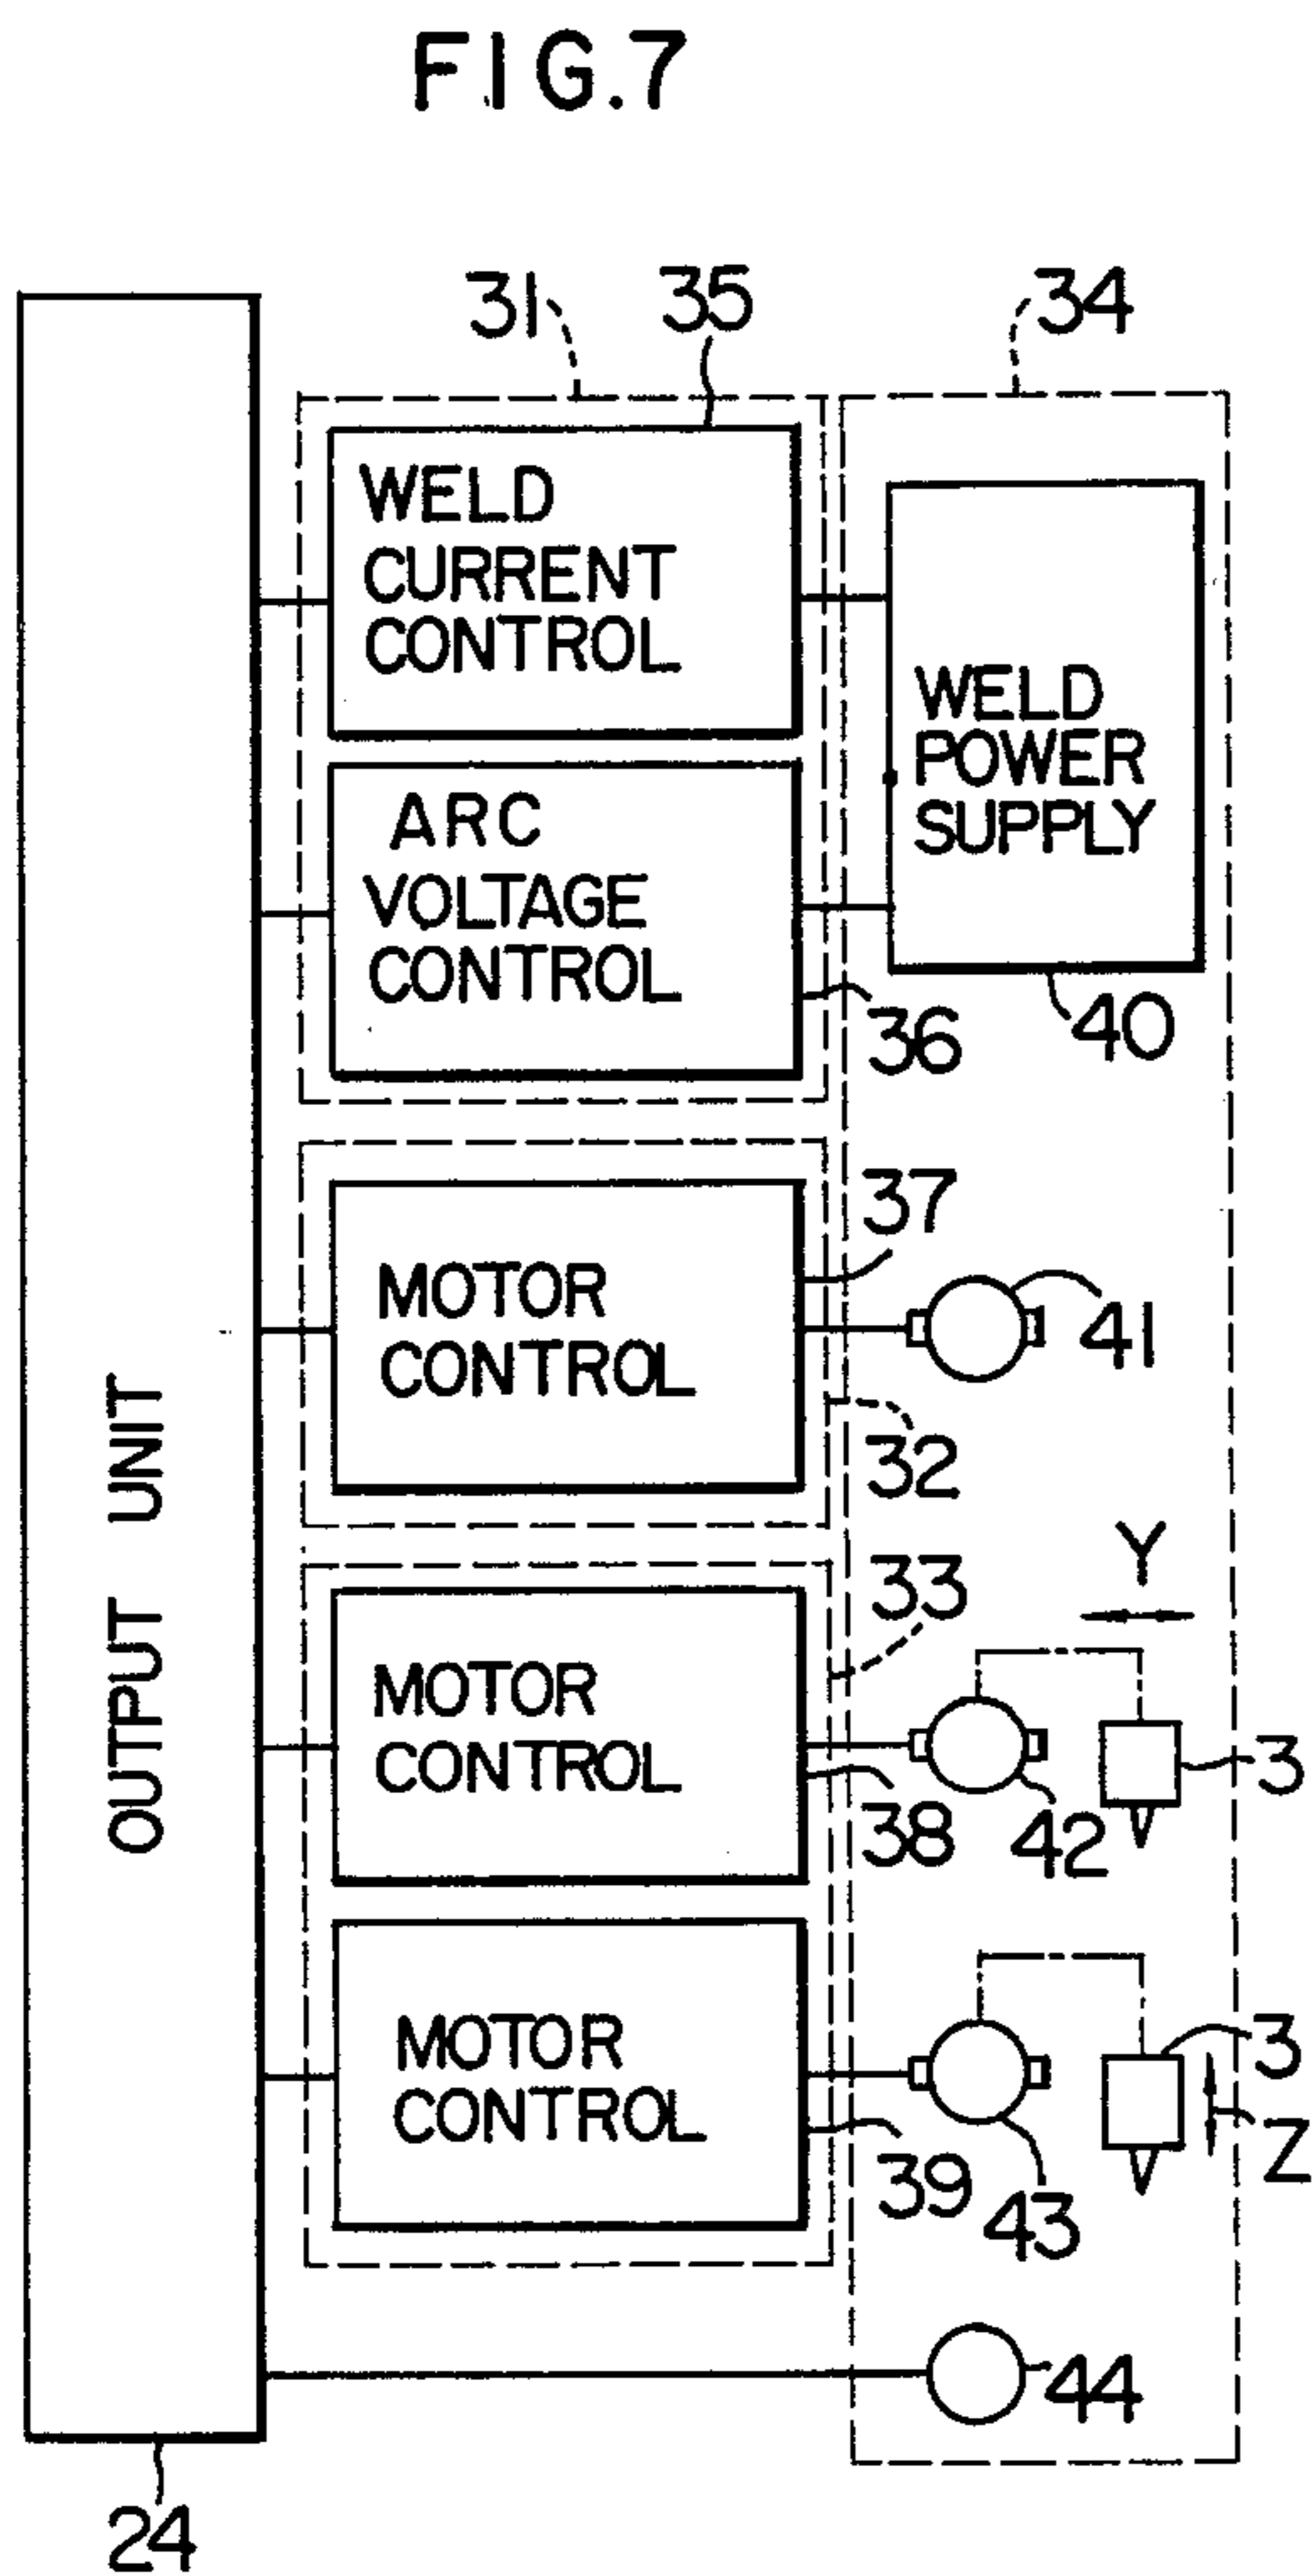 FIG.7
31
35
34
WELD
CURRENT
CONTROL
WELD
POWER
SUPPLY
ARC
VOLTAGE
CONTROL
36
40
37
MOTOR
CONTROL
41
32
OUTPUT UNIT
33
Y
MOTOR
CONTROL
3
38
42
MOTOR
CONTROL
3
Z
39
43
44
24